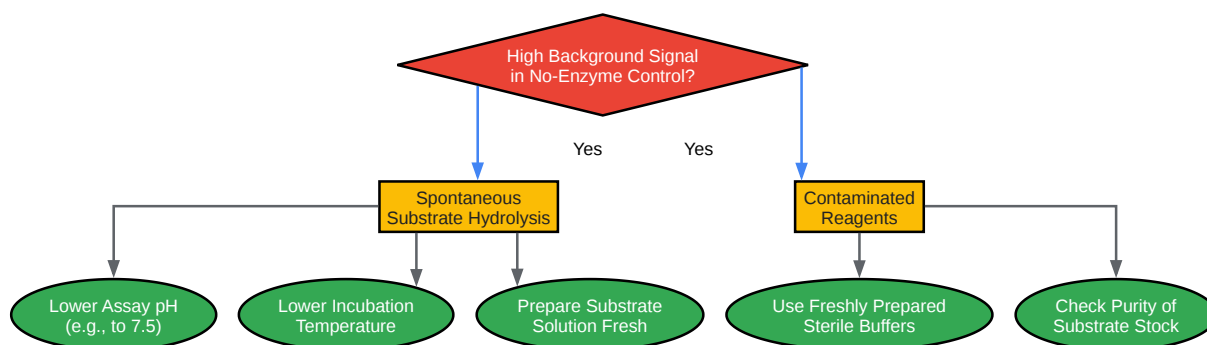 High Background Signal
in No-Enzyme Control?
Yes
Yes
Spontaneous
Substrate Hydrolysis
Contaminated
Reagents
Lower Assay pH
(e.g., to 7.5)
Lower Incubation
Temperature
Prepare Substrate
Solution Fresh
Use Freshly Prepared
Sterile Buffers
Check Purity of
Substrate Stock